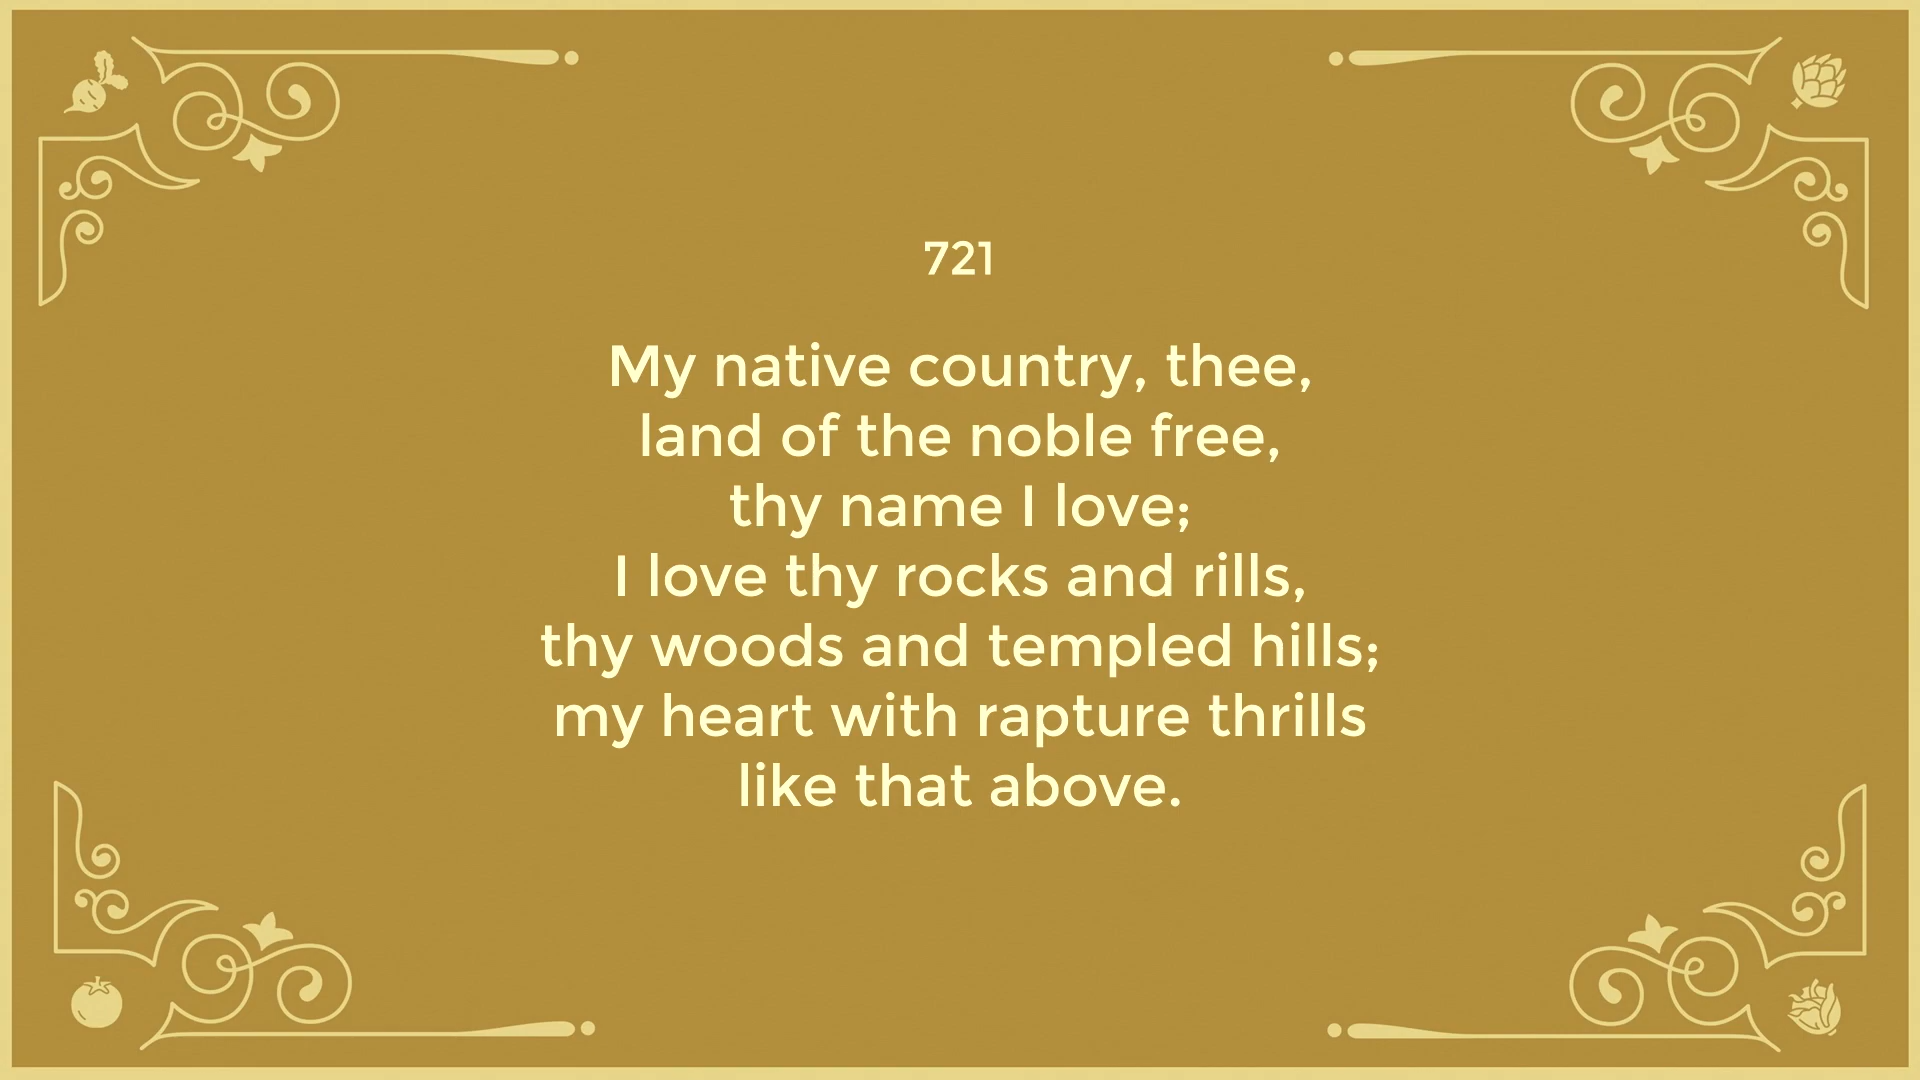 721
My native country, thee,
land of the noble free,
thy name I love;
I love thy rocks and rills,
thy woods and templed hills;
my heart with rapture thrills
like that above.